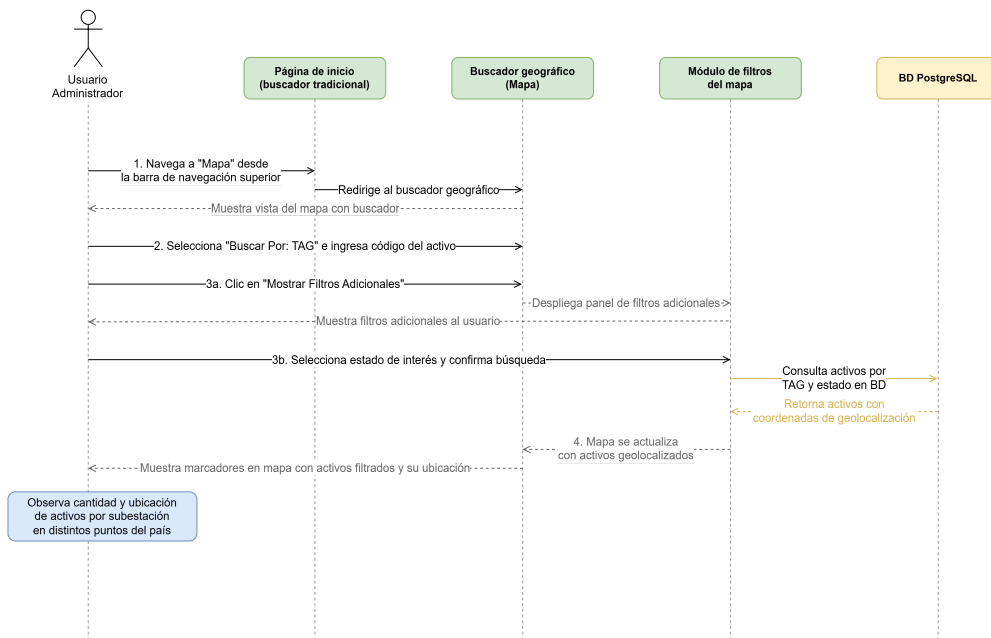 Usuario
Administrador
Página de inicio
(buscador tradicional)
Buscador geográfico
(Mapa)
Módulo de filtros
del mapa
BD PostgreSQL
1. Navega a "Mapa" desde
la barra de navegación superior
Redirige al buscador geográfico
Muestra vista del mapa con buscador
2. Selecciona "Buscar Por: TAG" e ingresa código del activo
3a. Clic en "Mostrar Filtros Adicionales"
Despliega panel de filtros adicionales
Muestra filtros adicionales al usuario
3b. Selecciona estado de interés y confirma búsqueda
Consulta activos por
TAG y estado en BD
Retorna activos con
coordenadas de geolocalización
4. Mapa se actualiza
con activos geolocalizados
Muestra marcadores en mapa con activos filtrados y su ubicación
Observa cantidad y ubicación
de activos por subestación
en distintos puntos del país